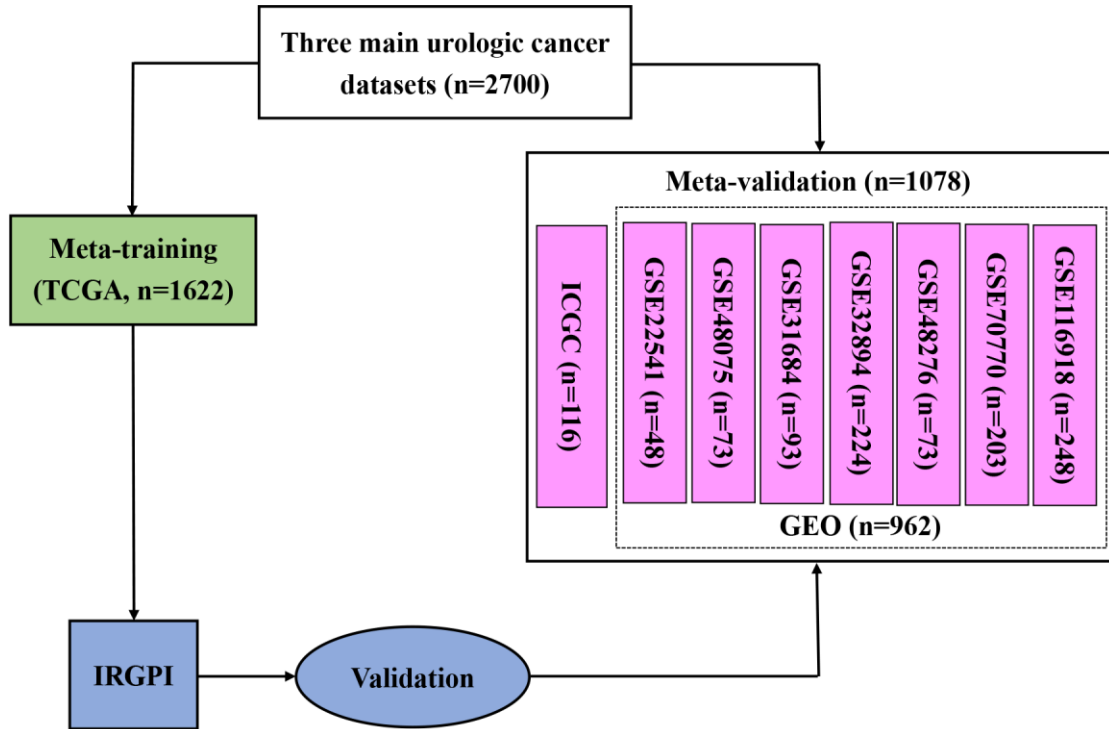 Three main urologic cancer
datasets (n=2700)
Meta-training
(TCGA, n=1622)
Meta-validation (n=1078)
ICGC (n=116)
GSE22541 (n=48)
GSE48075 (n=73)
GSE31684 (n=93)
GSE32894 (n=224)
GSE48276 (n=73)
GSE70770 (n=203)
GSE116918 (n=248)
GEO (n=962)
IRGPI
Validation